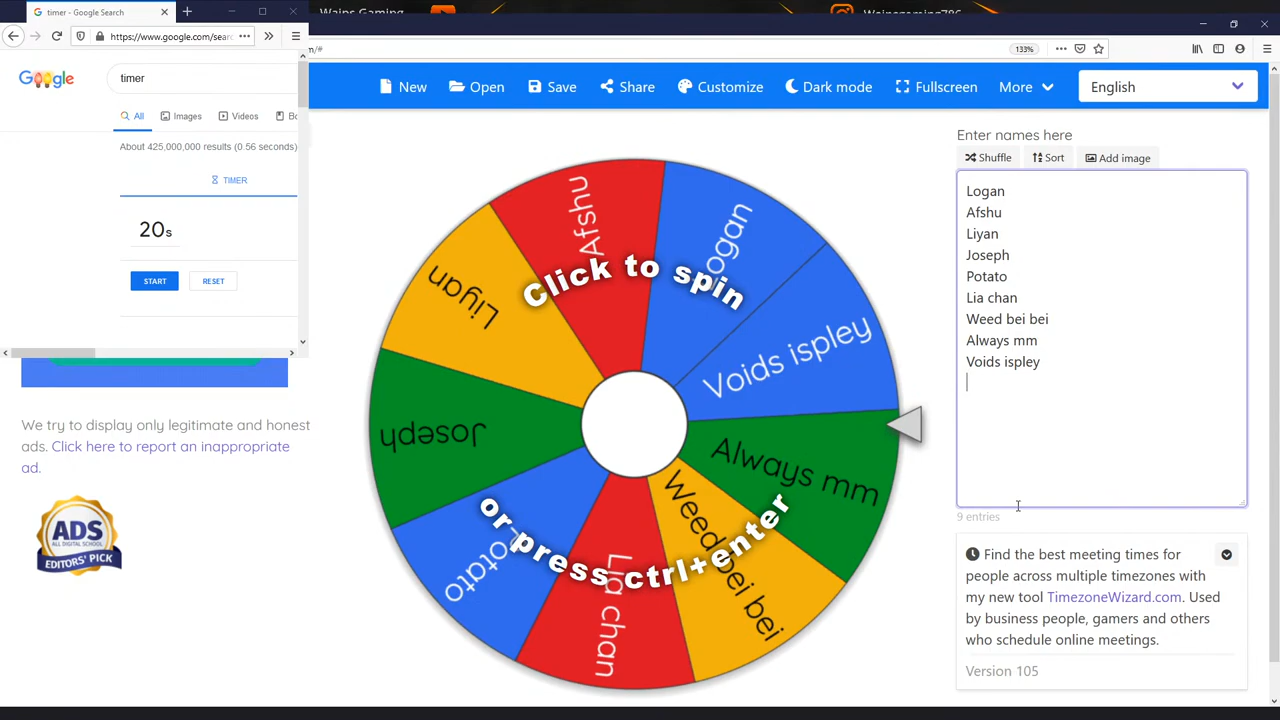 timer - Google Search
Waips Gaming
Waipsgaming786
https://www.google.com/sear
m/#
133%
Google
timer
All
Images
Videos
Bo
About 425,000,000 results (0.56 seconds)
TIMER
20s
START
RESET
New
Open
Save
Share
Customize
Dark mode
Fullscreen
More
English
Enter names here
Shuffle
Sort
Add image
Logan
Afshu
Liyan
Joseph
Potato
Lia chan
Weed bei bei
Always mm
Voids ispley
9 entries
Afshu
Logan
Voids ispley
Always mm
Weed bei bei
Lia chan
Potato
Joseph
Liyan
Click to spin
or press ctrl+enter
We try to display only legitimate and honest
ads. Click here to report an inappropriate
ad.
ADS
ALL DIGITAL SCHOOL
EDITORS' PICK
Find the best meeting times for
people across multiple timezones with
my new tool TimezoneWizard.com. Used
by business people, gamers and others
who schedule online meetings.
Version 105